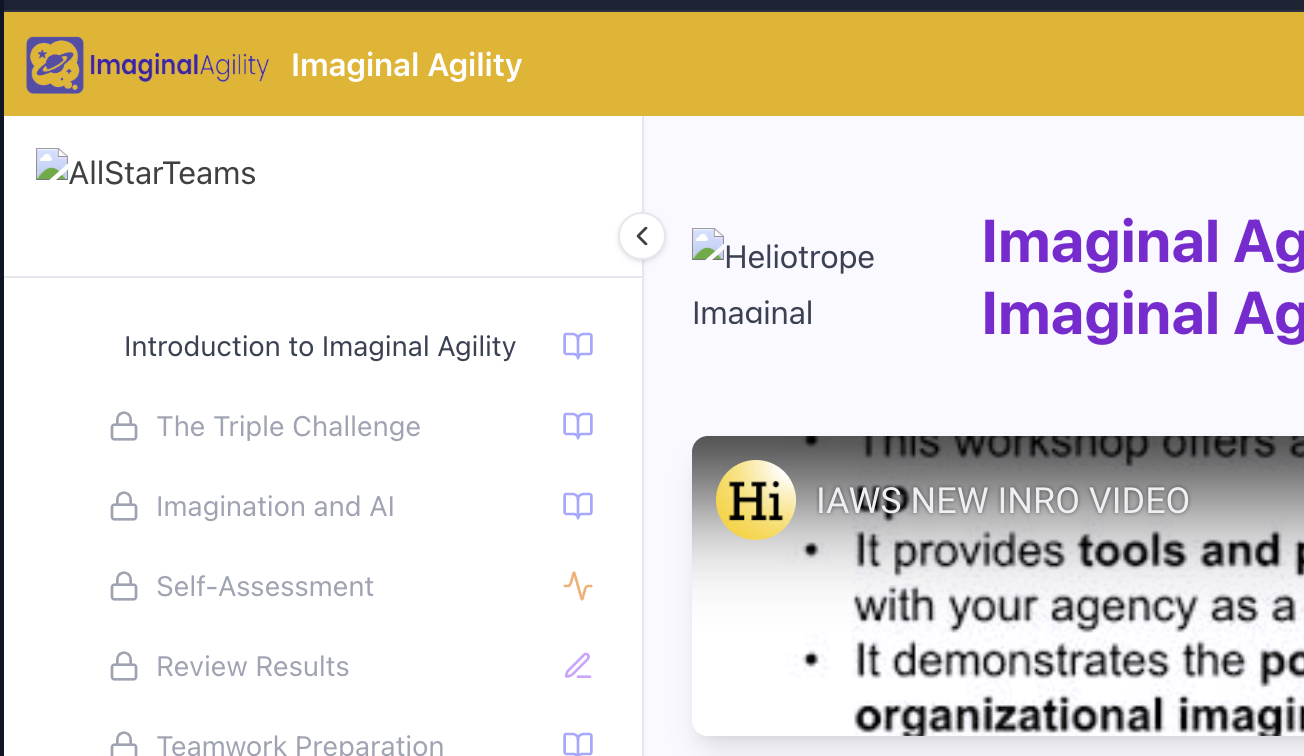 ImaginalAgility Imaginal Agility
AllStarTeams
Introduction to Imaginal Agility
The Triple Challenge
Imagination and AI
Self-Assessment
Review Results
Teamwork Preparation
Heliotrope
Imaginal
Imaginal Ag
Imaginal Ag
This workshop offers a
up
Hi IAWS NEW INRO VIDEO
• It provides tools and p
with your agency as a
• It demonstrates the po
organizational imagin